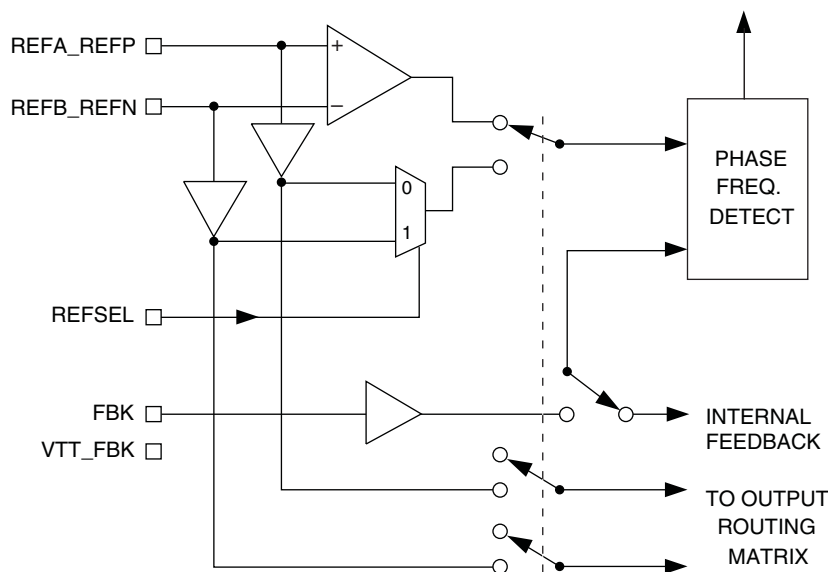 REFA_REFP
+
REFB_REFN
−
PHASE
FREQ.
DETECT
0
1
REFSEL
FBK
INTERNAL
FEEDBACK
VTT_FBK
TO OUTPUT
ROUTING
MATRIX